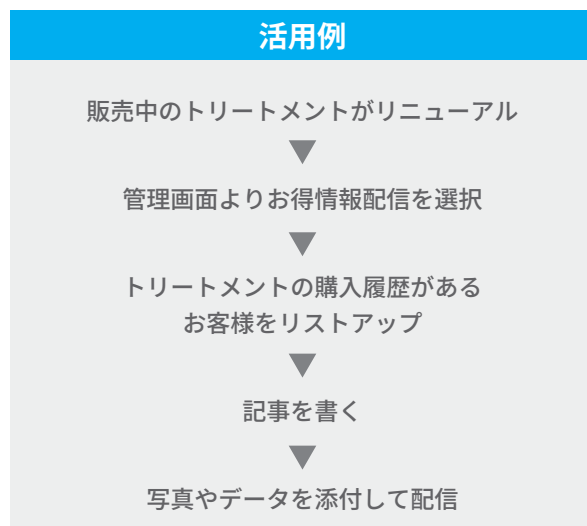 活用例
販売中のトリートメントがリニューアル
▼
管理画面よりお得情報配信を選択
▼
トリートメントの購入履歴がある
お客様をリストアップ
▼
記事を書く
▼
写真やデータを添付して配信